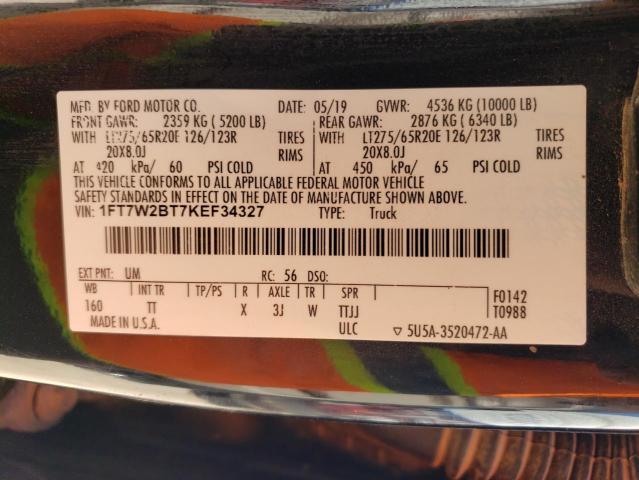 MFD. BY FORD MOTOR CO. DATE: 05/19 GVWR: 4536 KG (10000 LB)
FRONT GAWR: 2359 KG (5200 LB) REAR GAWR: 2876 KG (6340 LB)
WITH LT275/65R20E 126/123R TIRES WITH LT275/65R20E 126/123R TIRES
20X8.0J RIMS 20X8.0J RIMS
AT 420 kPa/ 60 PSI COLD AT 450 kPa/ 65 PSI COLD
THIS VEHICLE CONFORMS TO ALL APPLICABLE FEDERAL MOTOR VEHICLE
SAFETY STANDARDS IN EFFECT ON THE DATE OF MANUFACTURE SHOWN ABOVE.
VIN: 1FT7W2BT7KEF34327 TYPE: Truck
EXT PNT: UM RC: 56 DSO:
WB INT TR TP/PS R AXLE TR SPR F0142
160 TT X 3J W TTJJ T0988
MADE IN U.S.A. ULC ▽ 5U5A-3520472-AA